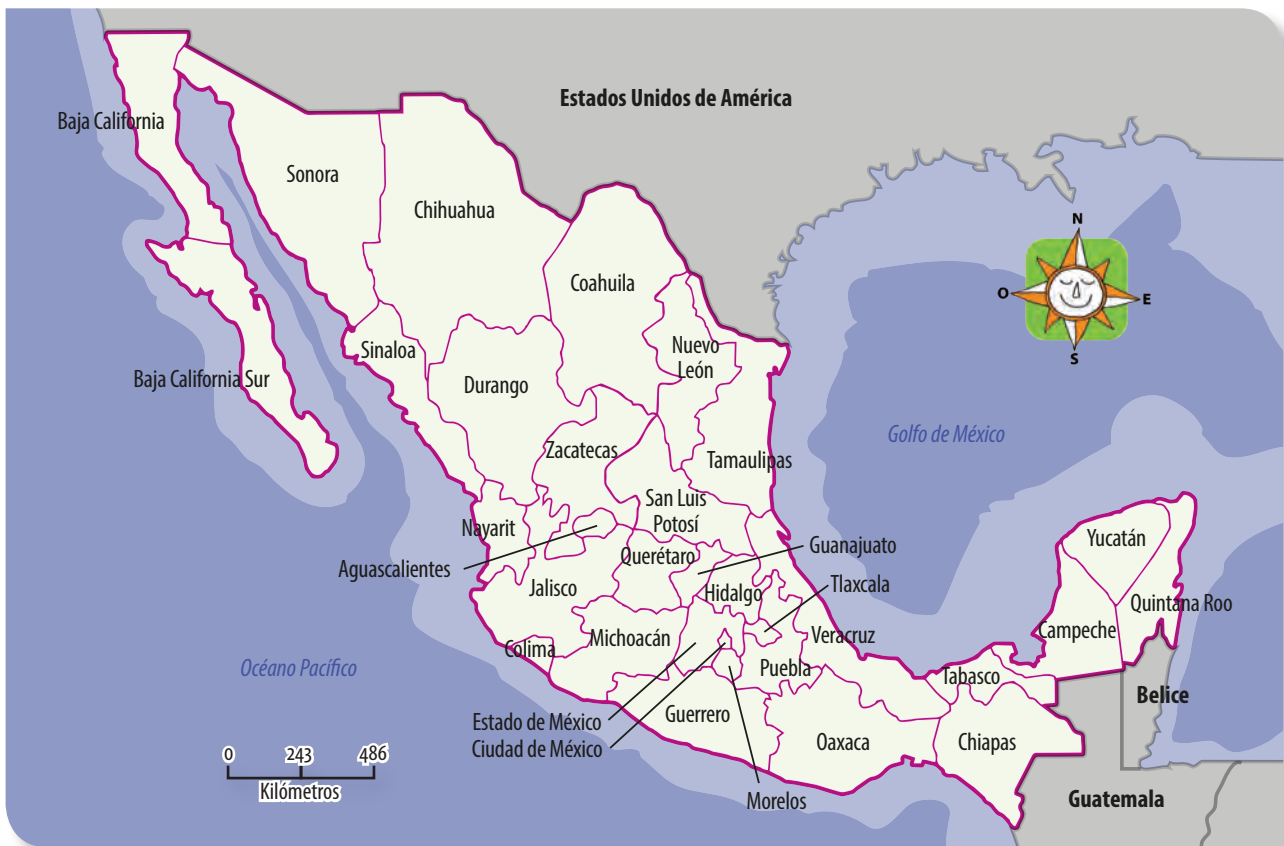 Estados Unidos de América
Baja California
Sonora
Chihuahua
Coahuila
N
O
E
S
Sinaloa
Nuevo
León
Baja California Sur
Durango
Golfo de México
Zacatecas
Tamaulipas
San Luis
Potosí
Nayarit
Yucatán
Guanajuato
Querétaro
Aguascalientes
Jalisco
Hidalgo
Tlaxcala
Quintana Roo
Campeche
Michoacán
Veracruz
Colima
Océano Pacífico
Puebla
Tabasco
Belice
Estado de México
Guerrero
Ciudad de México
Oaxaca
Chiapas
0 243 486
Kilómetros
Morelos
Guatemala